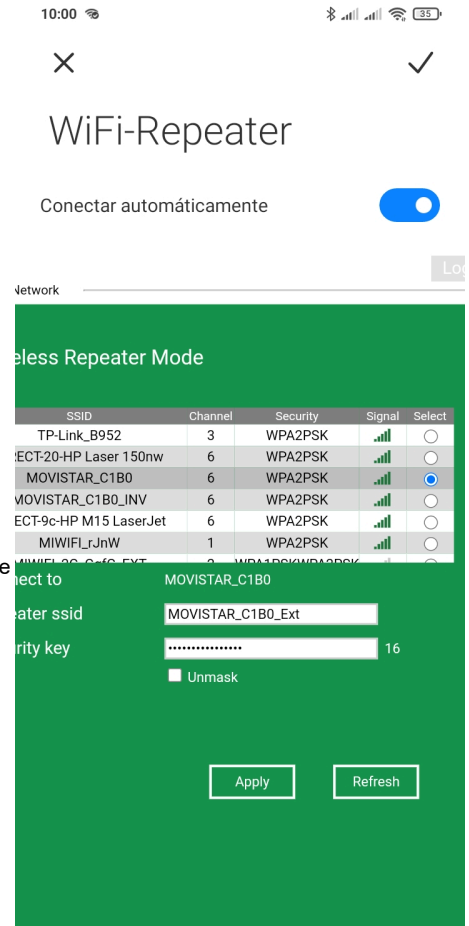 10:00 35
WiFi-Repeater
Conectar automáticamente
Log
Network
eless Repeater Mode
SSID Channel Security Signal Select
TP-Link_B952 3 WPA2PSK
RECT-20-HP Laser 150nw 6 WPA2PSK
MOVISTAR_C1B0 6 WPA2PSK
MOVISTAR_C1B0_INV 6 WPA2PSK
ECT-9c-HP M15 LaserJet 6 WPA2PSK
MIWIFI_rJnW 1 WPA2PSK
e
nect to MOVISTAR_C1B0
eater ssid MOVISTAR_C1B0_Ext
rity key •••••••••••••••• 16
Unmask
Apply Refresh